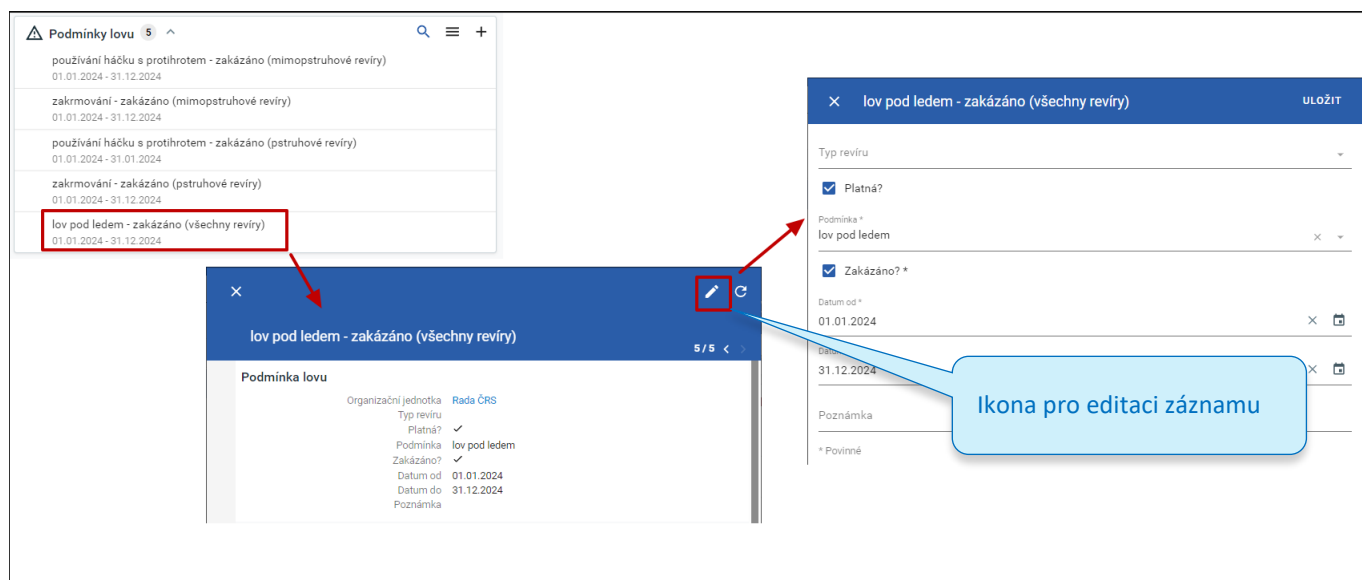 Podmínky lovu 5
používání háčku s protihrotem - zakázáno (mimopstruhové revíry)
01.01.2024 - 31.12.2024
zakrmování - zakázáno (mimopstruhové revíry)
01.01.2024 - 31.12.2024
používání háčku s protihrotem - zakázáno (pstruhové revíry)
01.01.2024 - 31.01.2024
zakrmování - zakázáno (pstruhové revíry)
01.01.2024 - 31.12.2024
lov pod ledem - zakázáno (všechny revíry)
01.01.2024 - 31.12.2024
lov pod ledem - zakázáno (všechny revíry)
5 / 5
Podmínka lovu
Organizační jednotka Rada ČRS
Typ revíru
Platná?
Podmínka lov pod ledem
Zakázáno?
Datum od 01.01.2024
Datum do 31.12.2024
Poznámka
lov pod ledem - zakázáno (všechny revíry) ULOŽIT
Typ revíru
Platná?
Podmínka *
lov pod ledem
Zakázáno? *
Datum od *
01.01.2024
31.12.2024
Poznámka
* Povinné
Ikona pro editaci záznamu